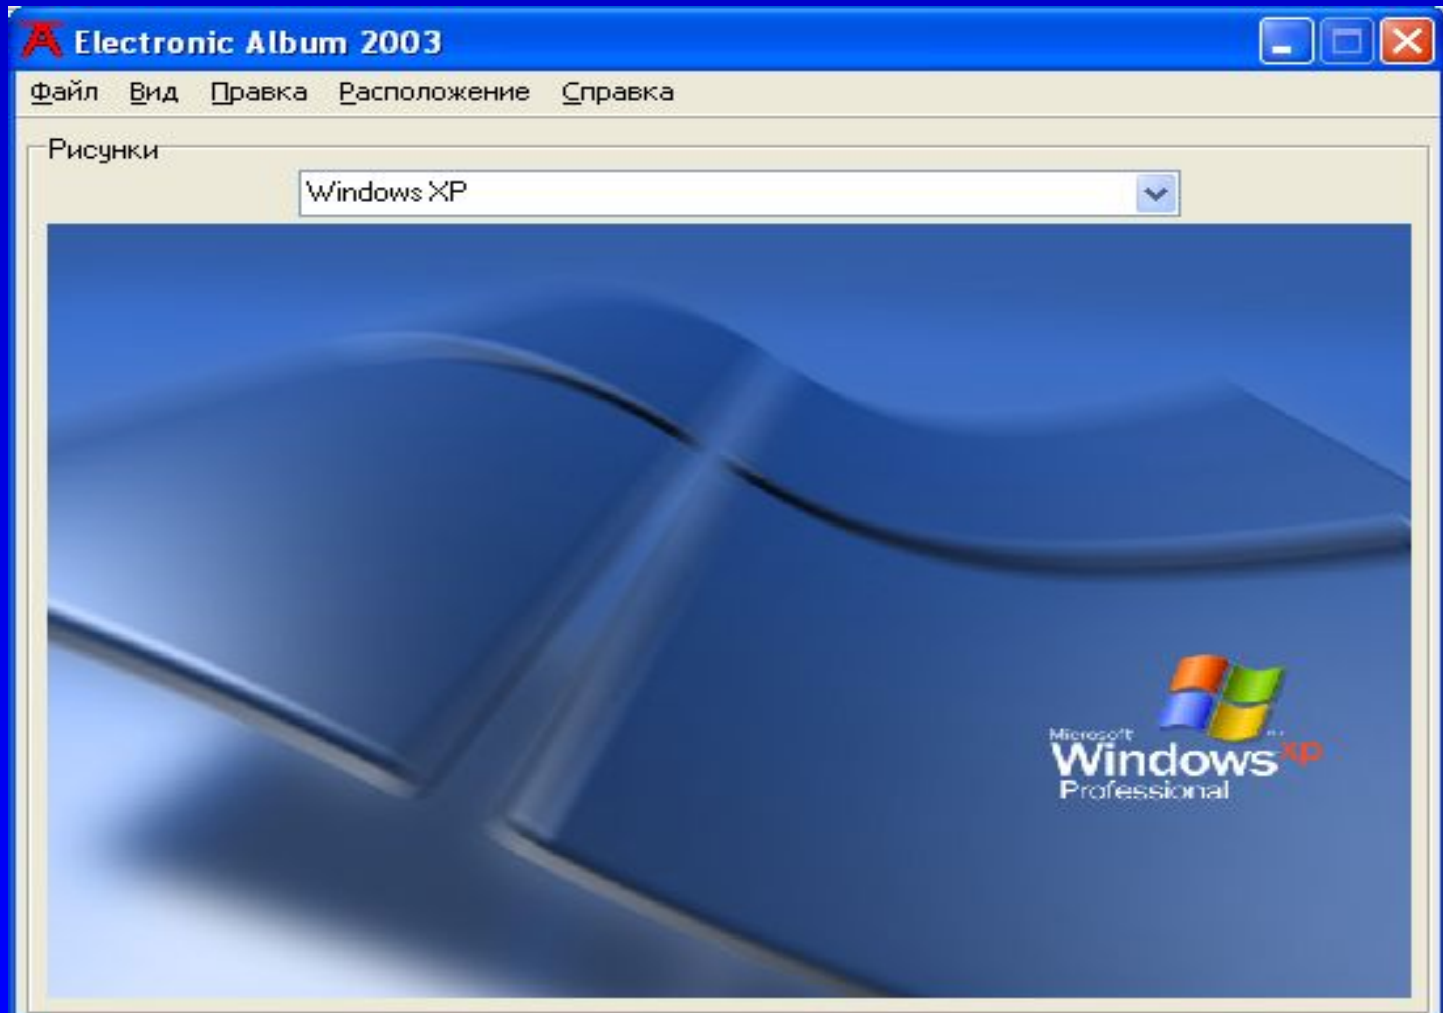 Electronic Album 2003
Файл Вид Правка Расположение Справка
Рисунки
Windows XP
Microsoft
Windows xp
Professional